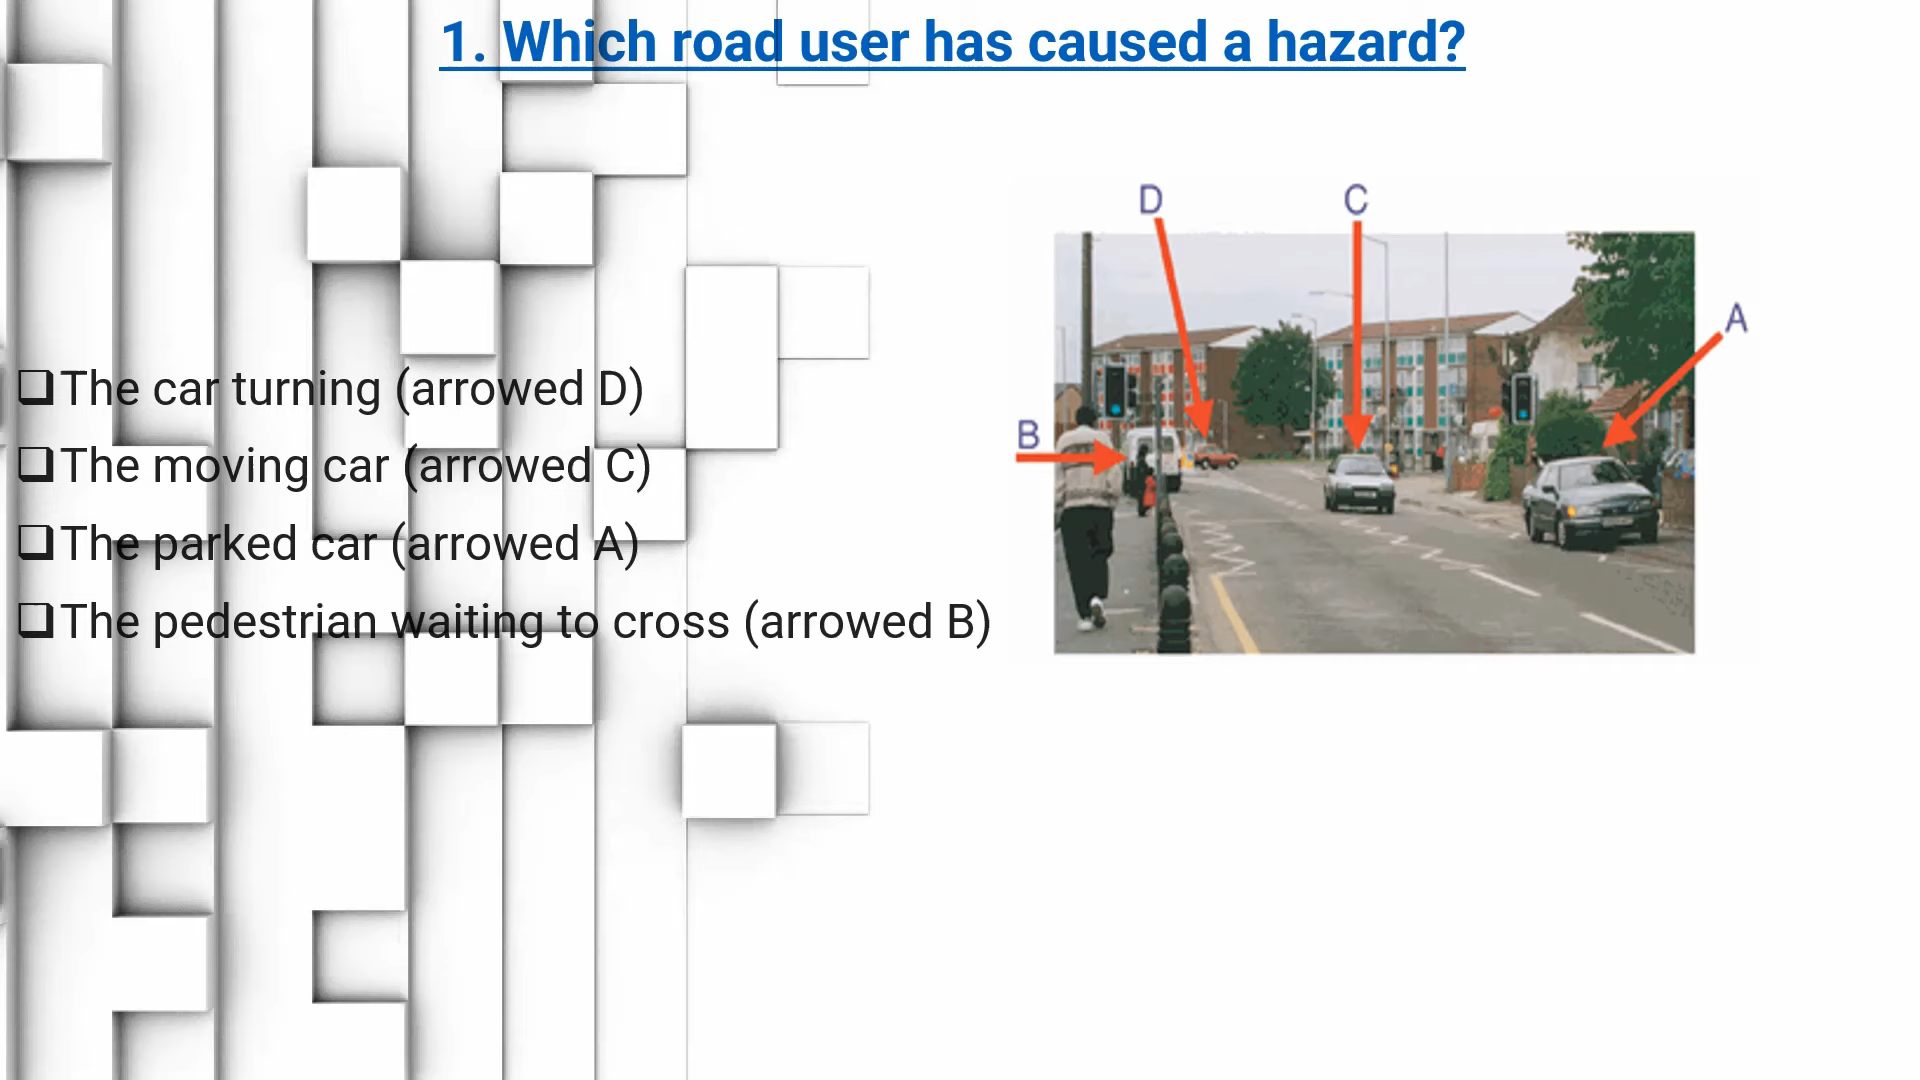 1. Which road user has caused a hazard?
D
C
A
B
❑The car turning (arrowed D)
❑The moving car (arrowed C)
❑The parked car (arrowed A)
❑The pedestrian waiting to cross (arrowed B)